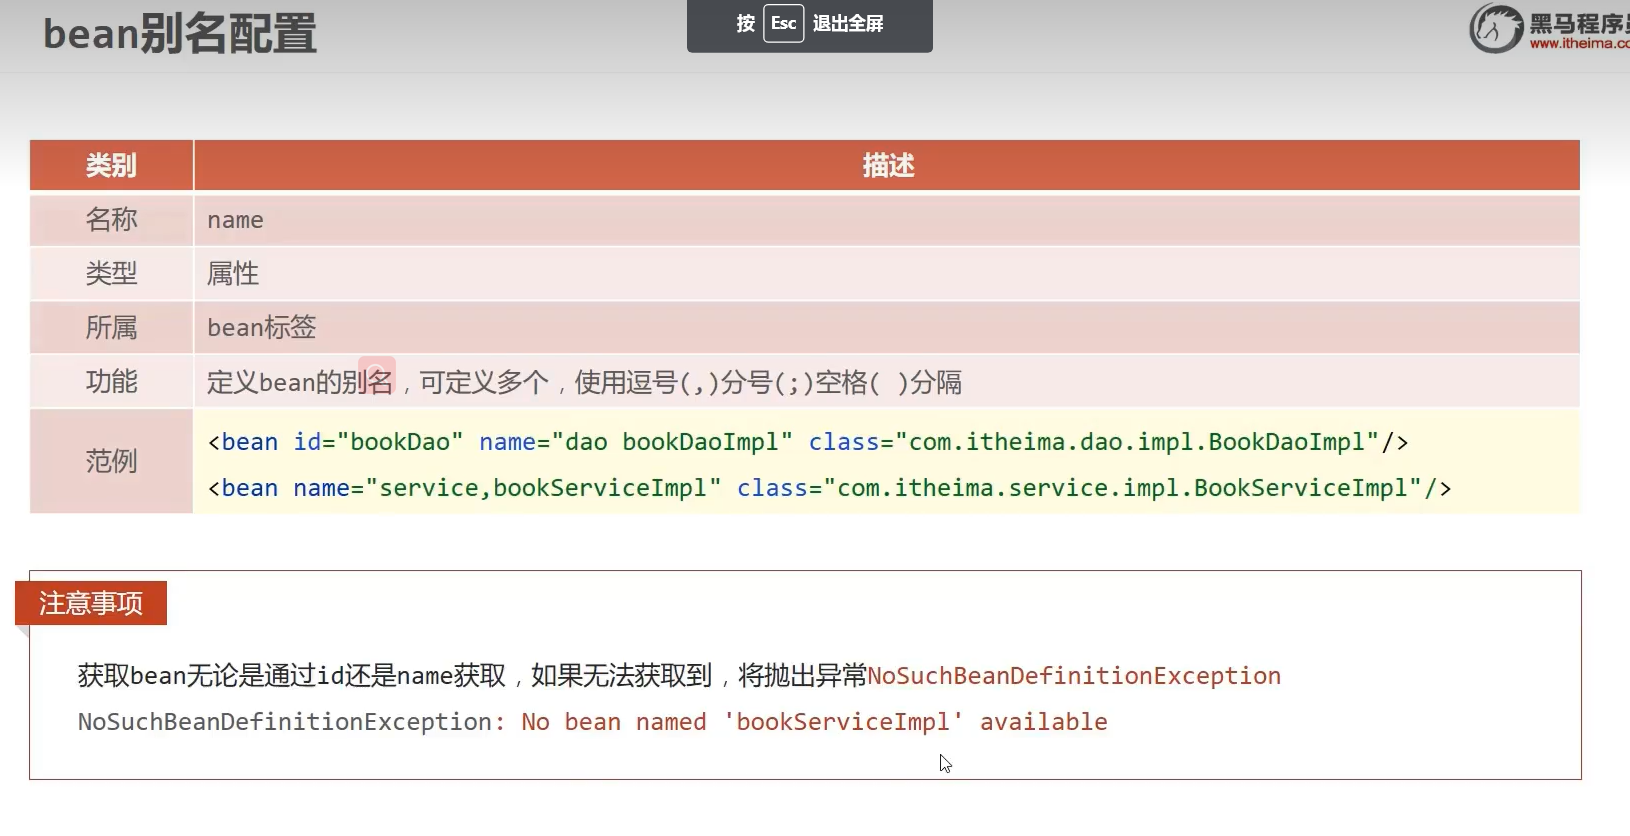 bean别名配置
按 Esc 退出全屏
黑马程序员
www.itheima.co
类别 描述
名称 name
类型 属性
所属 bean标签
功能 定义bean的别名，可定义多个，使用逗号(,)分号(;)空格( )分隔
范例
<bean id="bookDao" name="dao bookDaoImpl" class="com.itheima.dao.impl.BookDaoImpl"/>
<bean name="service,bookServiceImpl" class="com.itheima.service.impl.BookServiceImpl"/>
注意事项
获取bean无论是通过id还是name获取，如果无法获取到，将抛出异常NoSuchBeanDefinitionException
NoSuchBeanDefinitionException: No bean named 'bookServiceImpl' available